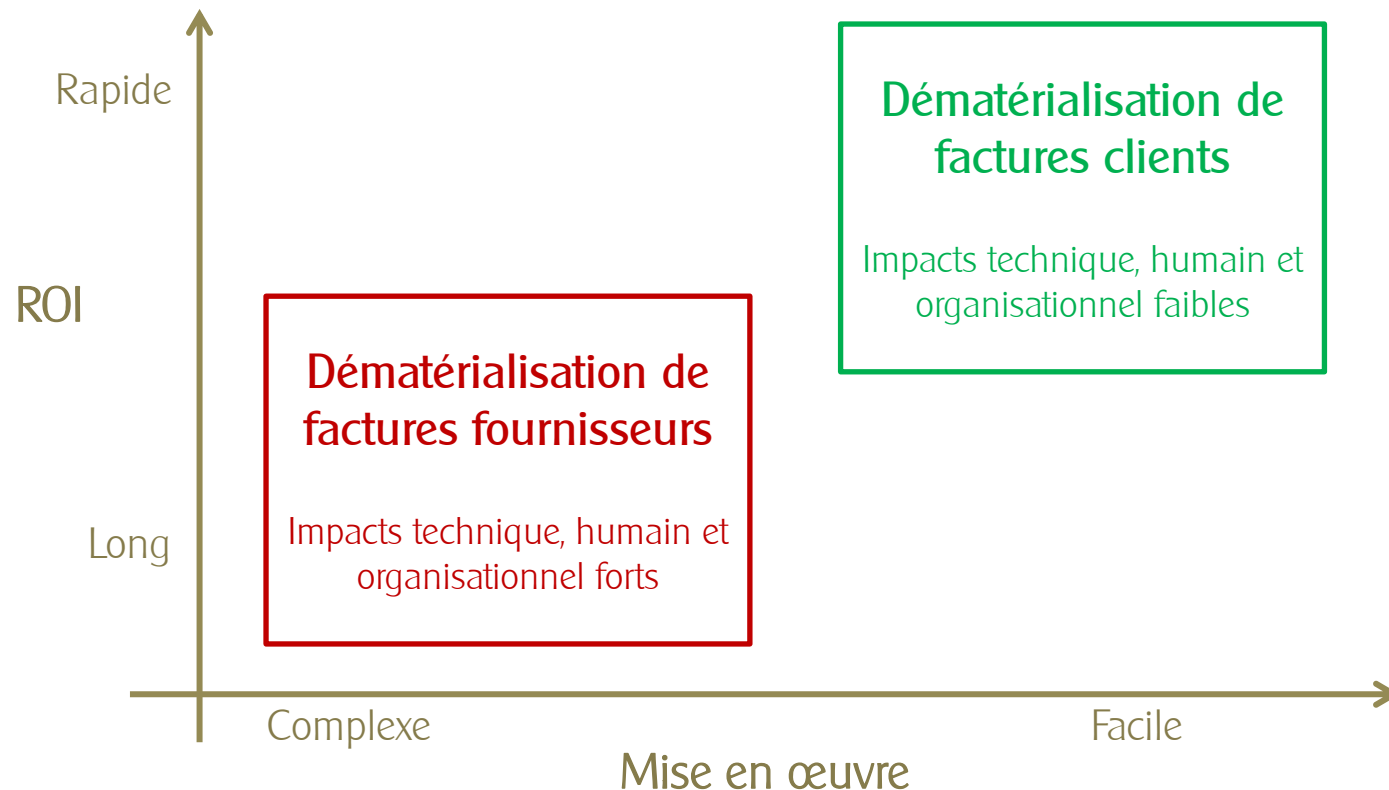 Rapide
Dématérialisation de
factures clients
Impacts technique, humain et
organisationnel faibles
ROI
Dématérialisation de
factures fournisseurs
Impacts technique, humain et
organisationnel forts
Long
Complexe
Facile
Mise en œuvre